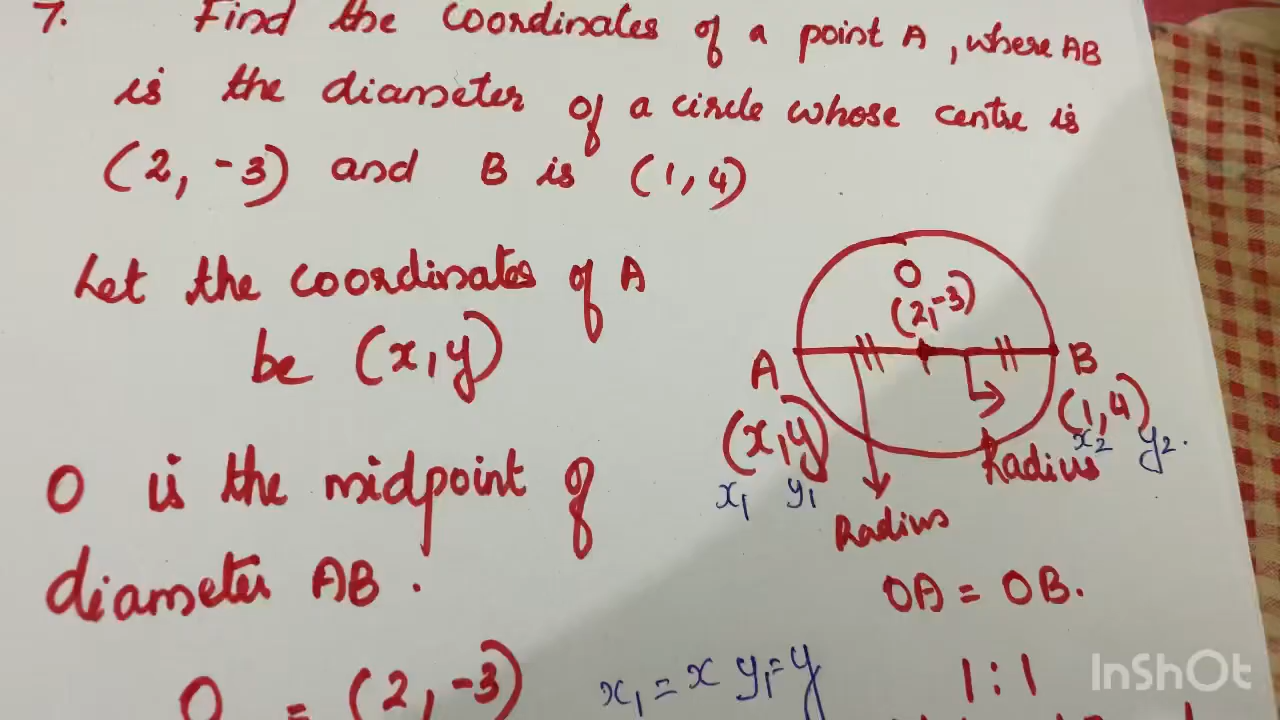 7. Find the coordinates of a point A, where AB
is the diameter of a circle whose centre is
(2, -3) and B is (1, 4)
Let the coordinates of A
be (x, y)
O is the midpoint of
diameter AB.
O = (2, -3)
x₁ = x y₁ = y
O
(2, -3)
A
B
(x, y)
x₁ y₁
(1, 4)
x₂ y₂.
Radius
Radius
OA = OB.
1 : 1
InShOt